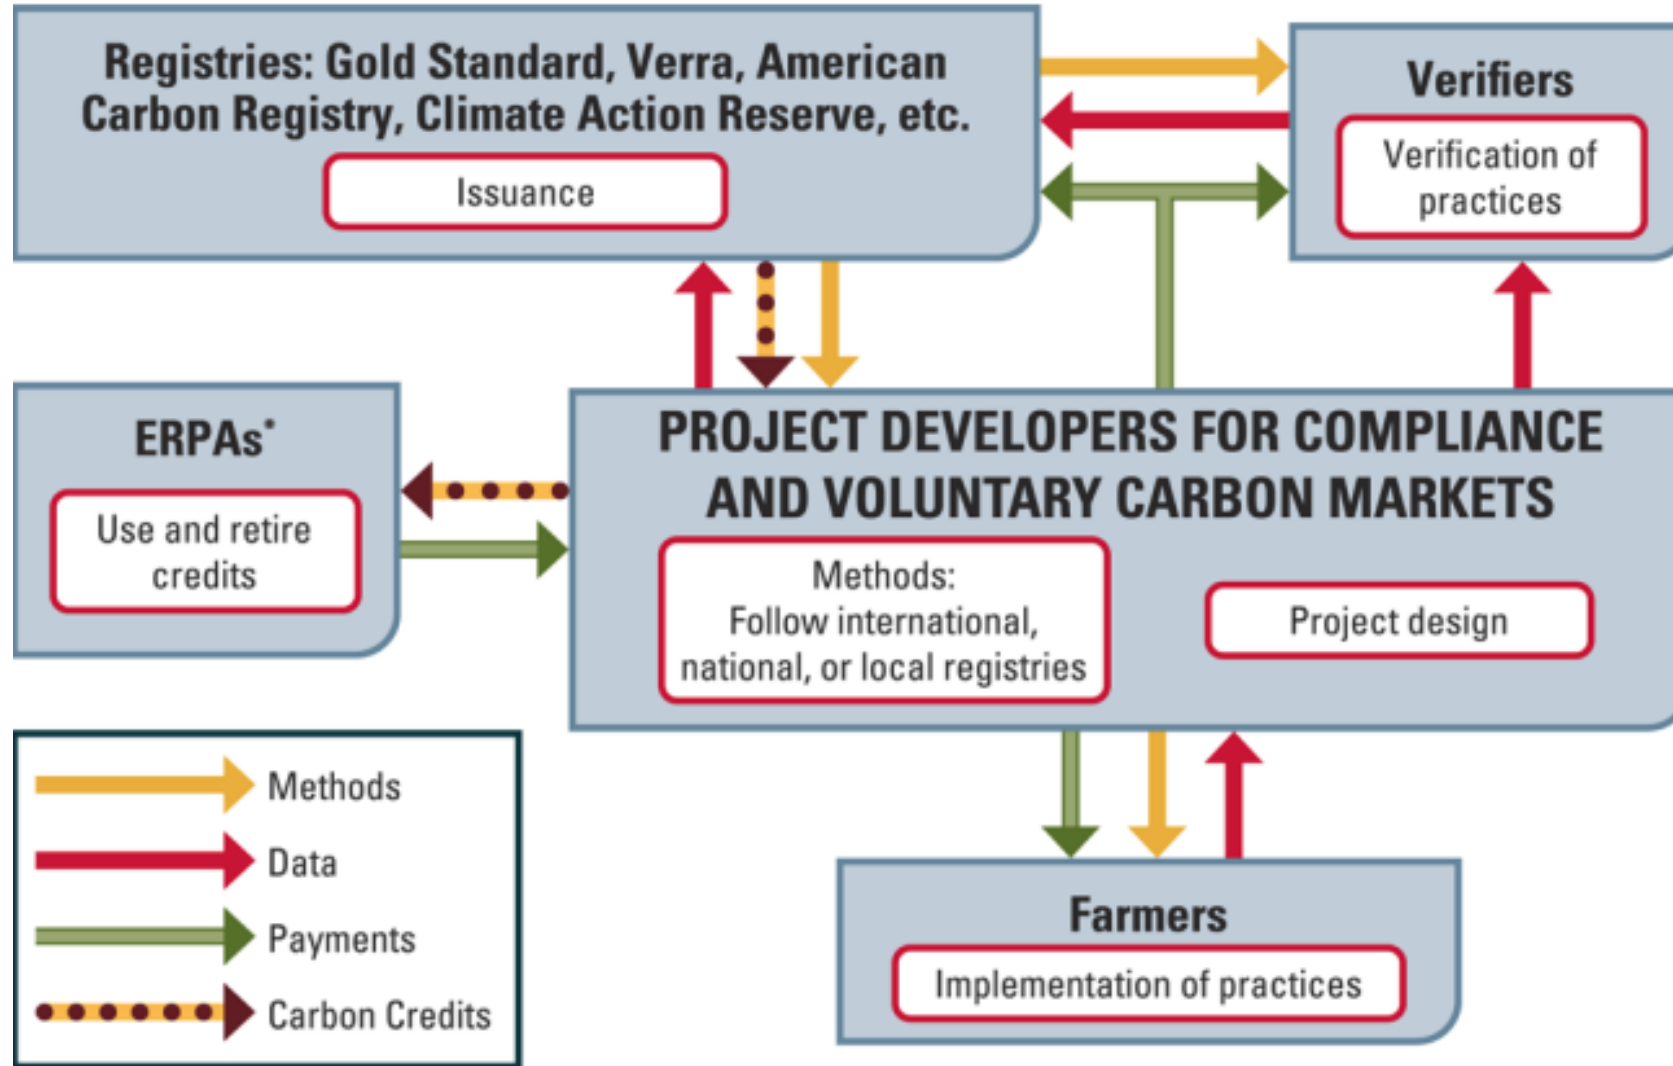 Registries: Gold Standard, Verra, American
Carbon Registry, Climate Action Reserve, etc.
Issuance
Verifiers
Verification of
practices
ERPAs*
Use and retire
credits
PROJECT DEVELOPERS FOR COMPLIANCE
AND VOLUNTARY CARBON MARKETS
Methods:
Follow international,
national, or local registries
Project design
Methods
Data
Payments
Carbon Credits
Farmers
Implementation of practices